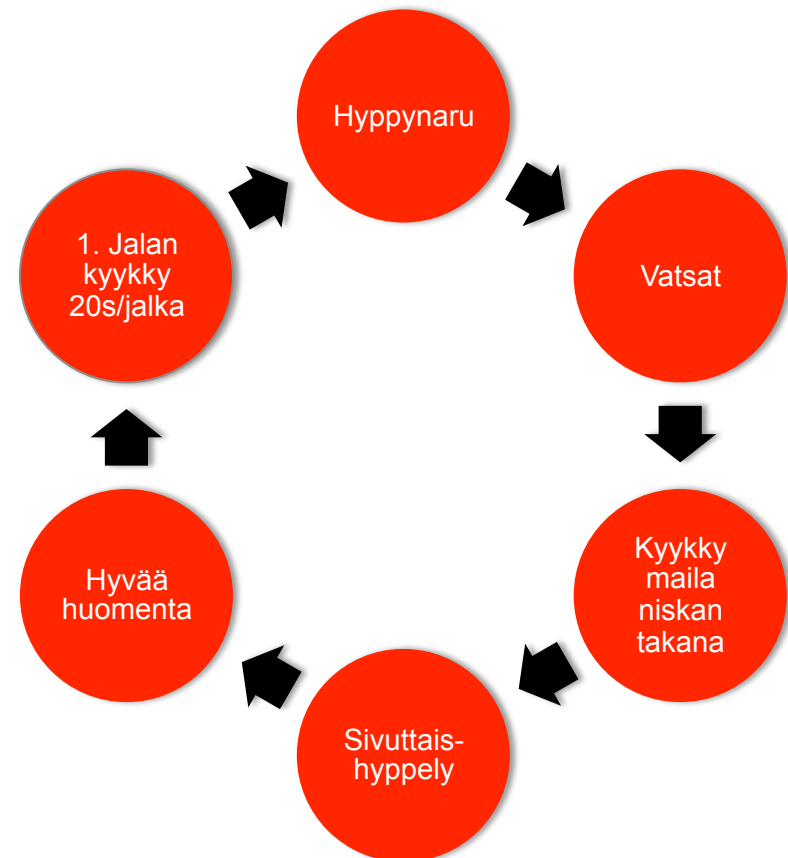 Hyppynaru
Vatsat
Kyykky
maila
niskan
takana
Sivuttais-
hyppely
Hyvää
huomenta
1. Jalan
kyykky
20s/jalka